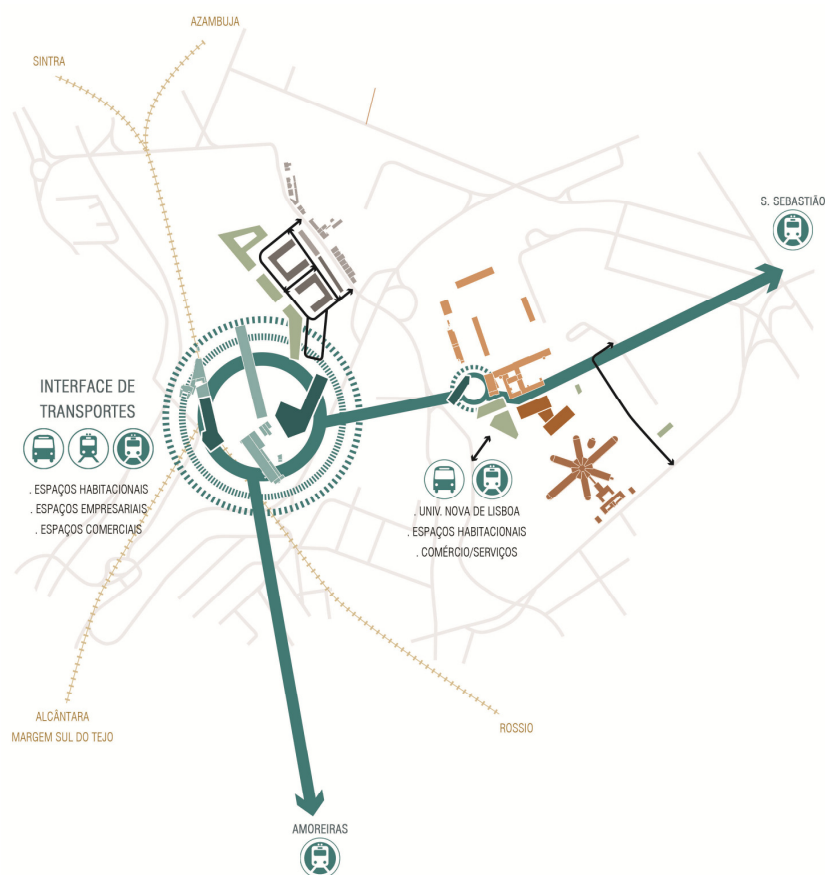 AZAMBUJA
SINTRA
S. SEBASTIÃO
INTERFACE DE
TRANSPORTES
. ESPAÇOS HABITACIONAIS
. ESPAÇOS EMPRESARIAIS
. ESPAÇOS COMERCIAIS
. UNIV. NOVA DE LISBOA
. ESPAÇOS HABITACIONAIS
. COMÉRCIO/SERVIÇOS
ALCÂNTARA
MARGEM SUL DO TEJO
ROSSIO
AMOREIRAS